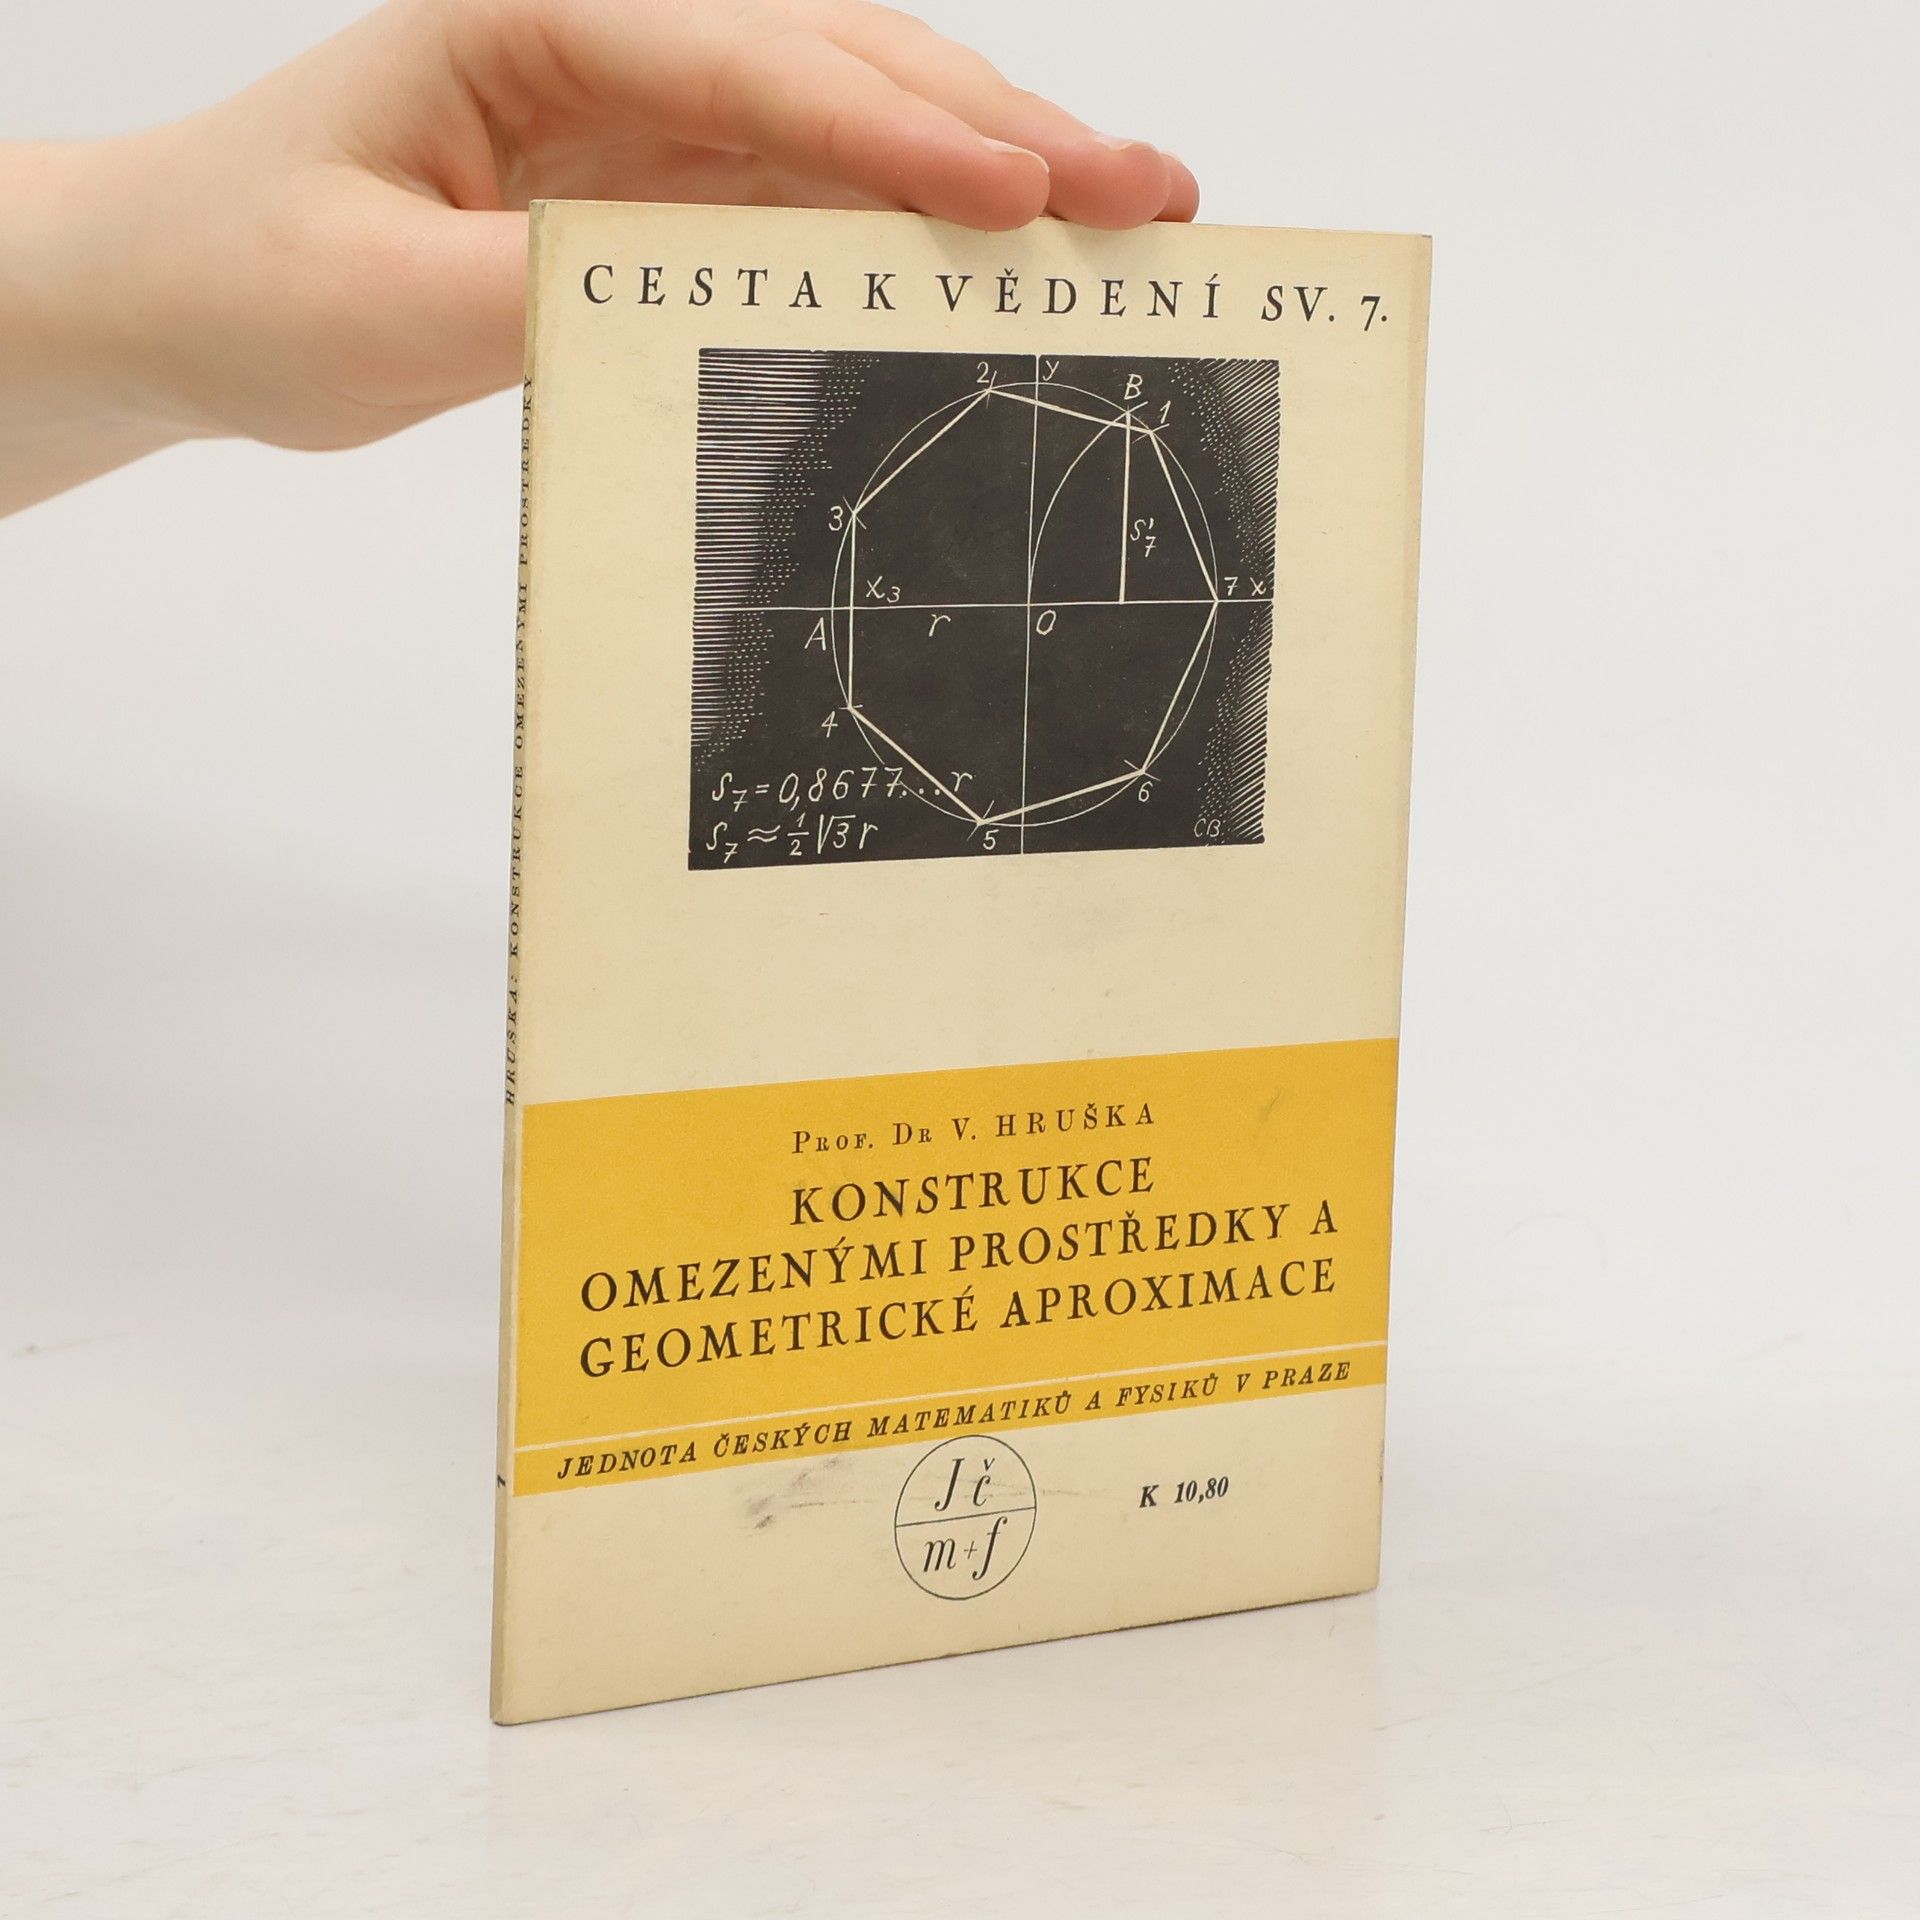 CESTA K VĚDENÍ SV. 7.
2 y B 1
3
S'7
x3 7 x
A r O
4
S7 = 0,8677... r
6
S7 ≈ 1/2 √3 r
5
CB.
PROF. DR V. HRUŠKA
KONSTRUKCE
OMEZENÝMI PROSTŘEDKY A
GEOMETRICKÉ APROXIMACE
JEDNOTA ČESKÝCH MATEMATIKŮ A FYSIKŮ V PRAZE
Jč
m+f
K 10,80
HRUŠKA: KONSTRUKCE OMEZENÝMI PROSTŘEDKY
7